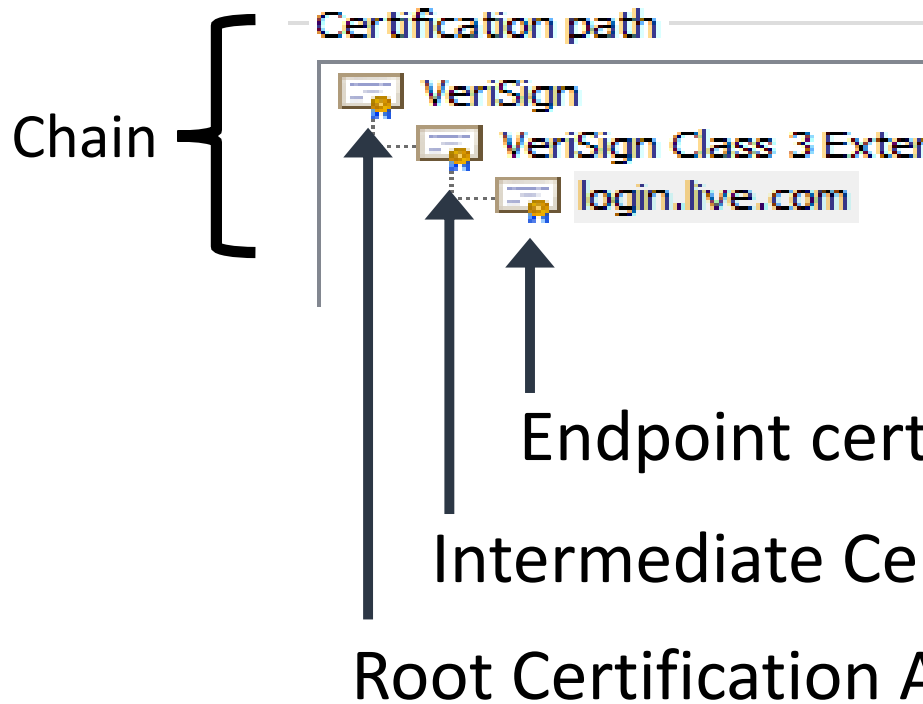 Certification path
VeriSign
Chain
VeriSign Class 3 Exter
login.live.com
Endpoint cert
Intermediate Ce
Root Certification A